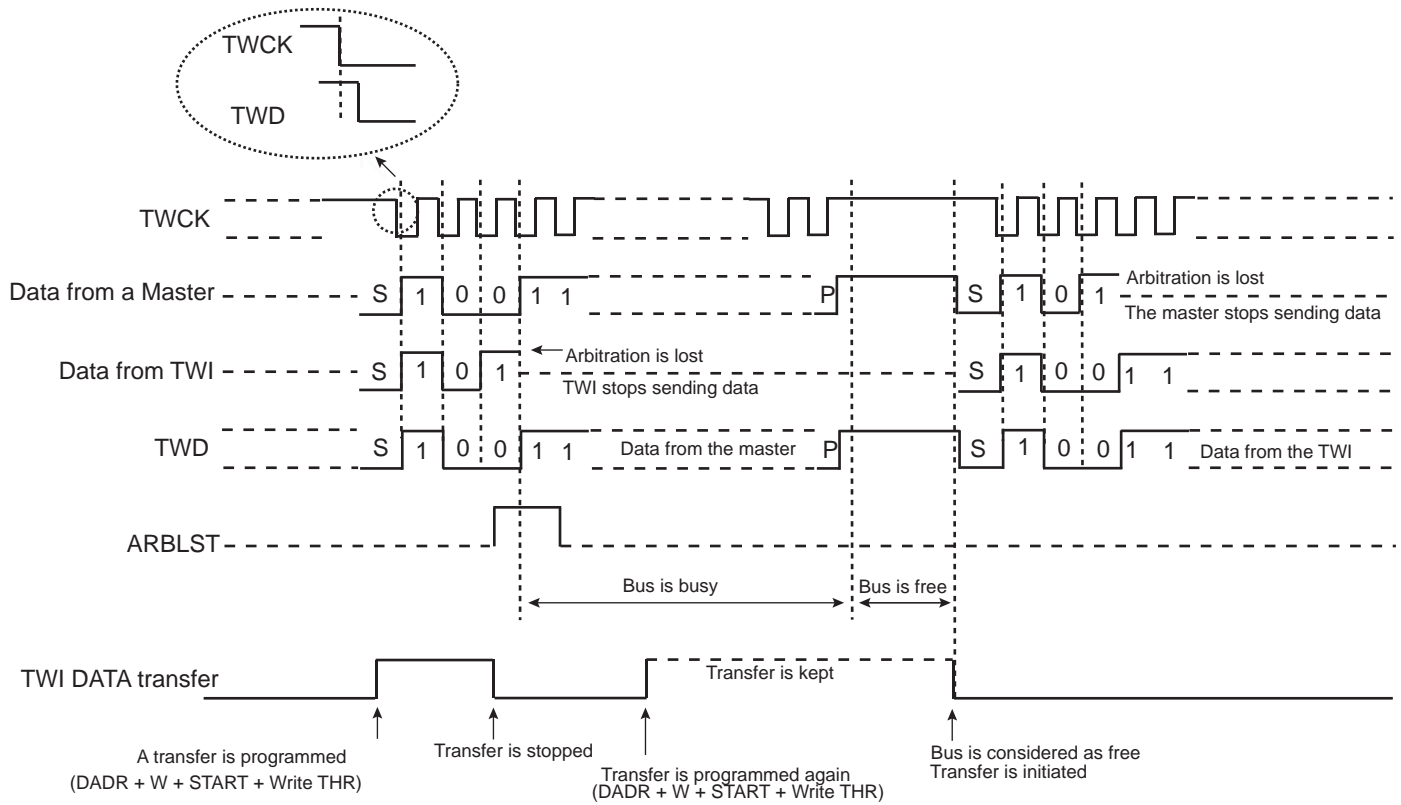 TWCK
TWD
TWCK
Data from a Master
S 1 0 0 1 1
P
S 1 0 1
Arbitration is lost
The master stops sending data
Data from TWI
S 1 0 1
Arbitration is lost
TWI stops sending data
S 1 0 0 1 1
TWD
S 1 0 0 1 1
Data from the master
P
S 1 0 0 1 1
Data from the TWI
ARBLST
Bus is busy
Bus is free
TWI DATA transfer
Transfer is kept
A transfer is programmed
(DADR + W + START + Write THR)
Transfer is stopped
Transfer is programmed again
(DADR + W + START + Write THR)
Bus is considered as free
Transfer is initiated